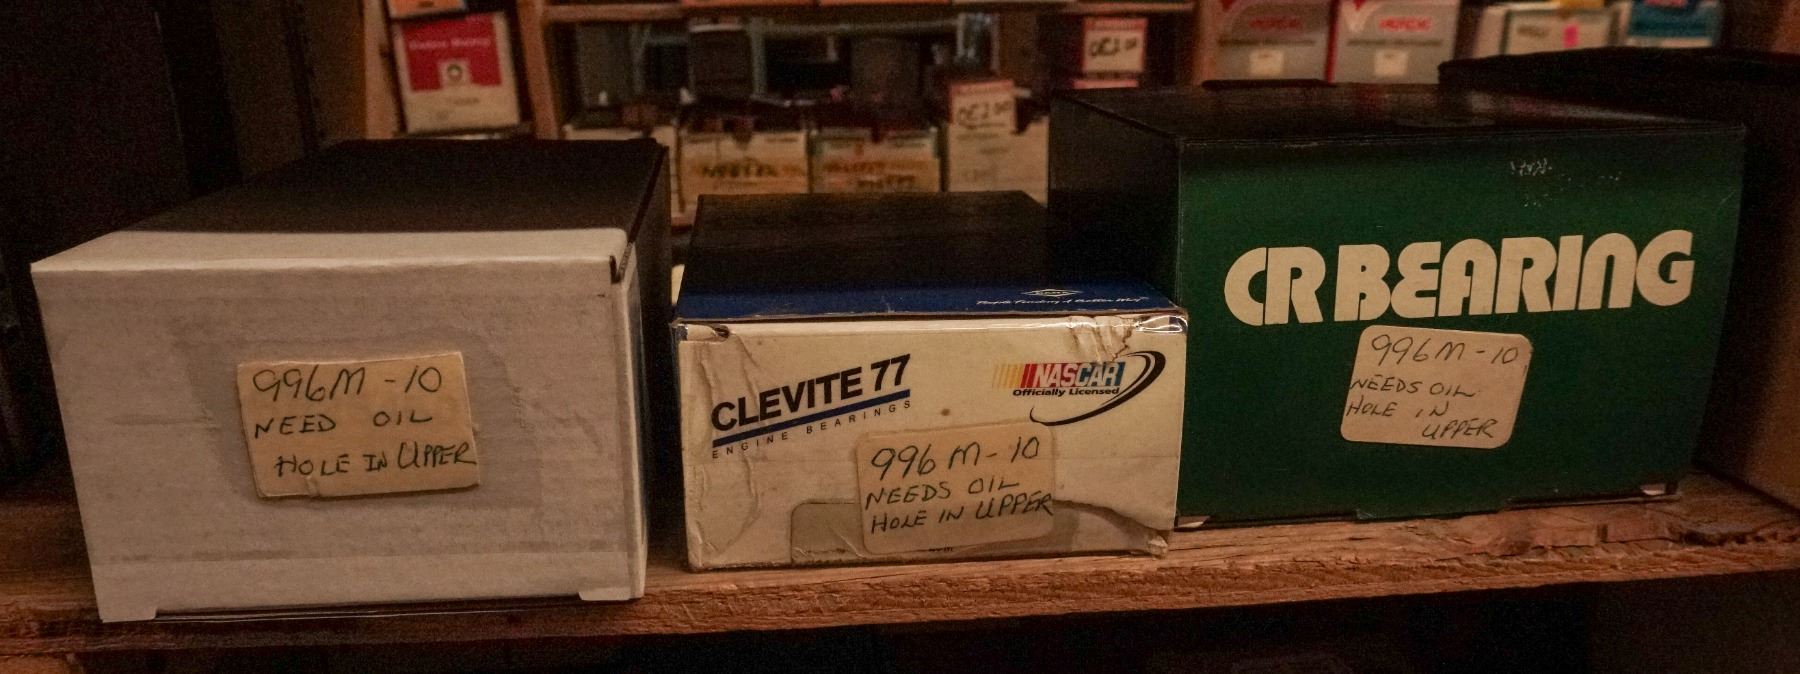 996M-10
NEED OIL
HOLE IN UPPER
CLEVITE 77
ENGINE BEARINGS
NASCAR
Officially Licensed
996M-10
NEEDS OIL
HOLE IN UPPER
CR BEARING
996M-10
NEEDS OIL
HOLE IN
UPPER